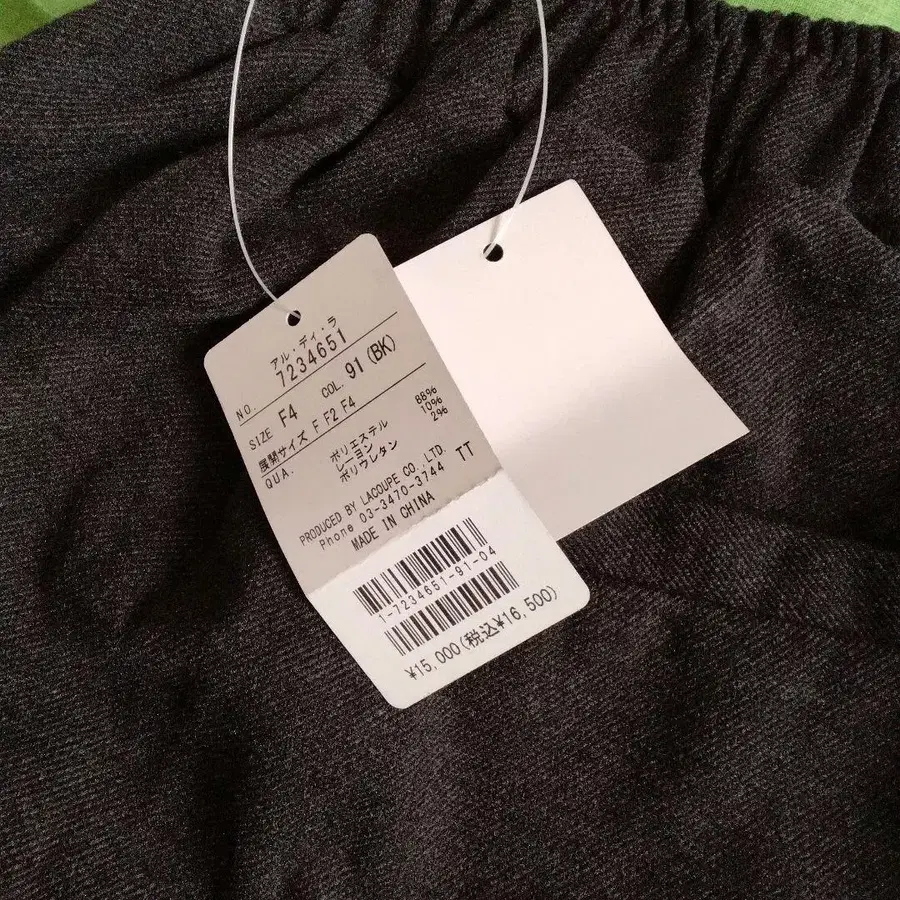 アル・ディ・ラ
NO. 7234651
SIZE F4 COL. 91(BK)
展開サイズ F F2 F4
QUA. ポリエステル 88%
レーヨン 10%
ポリウレタン 2%
PRODUCED BY LACOUPE CO.,LTD.
Phone 03-3470-3744 TT
MADE IN CHINA
1-7234651-91-04
¥15,000(税込¥16,500)